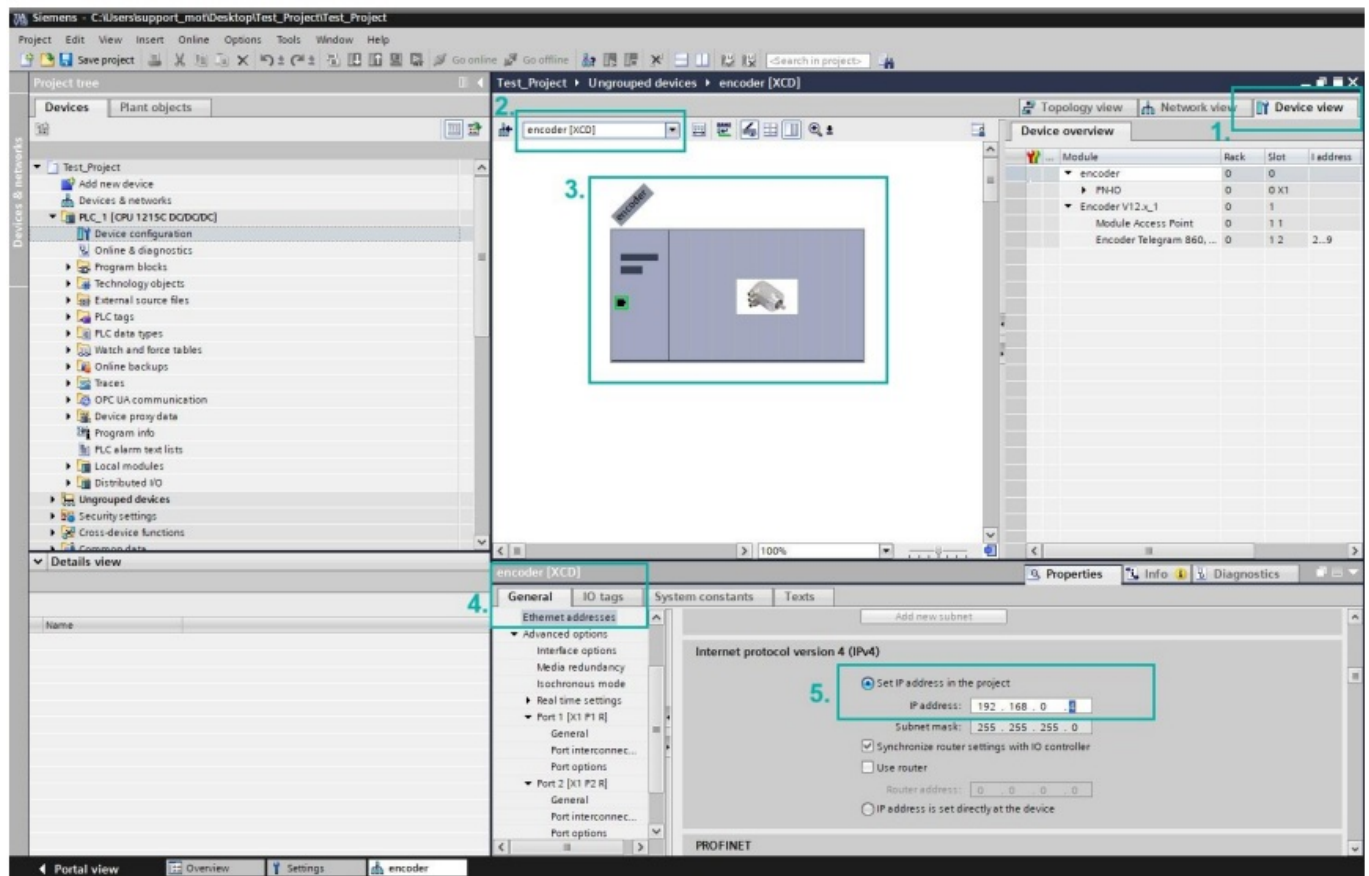 Siemens - C:\Users\support_mot\Desktop\Test_Project\Test_Project
Project Edit View Insert Online Options Tools Window Help
Save project Go online Go offline <Search in project>
Project tree
Devices Plant objects
Devices & networks
Test_Project
Add new device
Devices & networks
PLC_1 [CPU 1215C DC/DC/DC]
Device configuration
Online & diagnostics
Program blocks
Technology objects
External source files
PLC tags
PLC data types
Watch and force tables
Online backups
Traces
OPC UA communication
Device proxy data
Program info
PLC alarm text lists
Local modules
Distributed I/O
Ungrouped devices
Security settings
Cross-device functions
Common data
Details view
Name
Test_Project ▸ Ungrouped devices ▸ encoder [XCD]
Topology view Network view Device view
1.
2.
encoder [XCD]
3.
encoder
100%
Device overview
... Module Rack Slot I address
encoder 0 0
PN-IO 0 0 X1
Encoder V12.x_1 0 1
Module Access Point 0 1 1
Encoder Telegram 860, ... 0 1 2 2...9
encoder [XCD]
Properties Info Diagnostics
4.
General IO tags System constants Texts
Ethernet addresses
Advanced options
Interface options
Media redundancy
Isochronous mode
Real time settings
Port 1 [X1 P1 R]
General
Port interconnec...
Port options
Port 2 [X1 P2 R]
General
Port interconnec...
Port options
Add new subnet
Internet protocol version 4 (IPv4)
5.
Set IP address in the project
IP address: 192 . 168 . 0 .
Subnet mask: 255 . 255 . 255 . 0
Synchronize router settings with IO controller
Use router
Router address: 0 . 0 . 0 . 0
IP address is set directly at the device
PROFINET
Portal view Overview Settings encoder